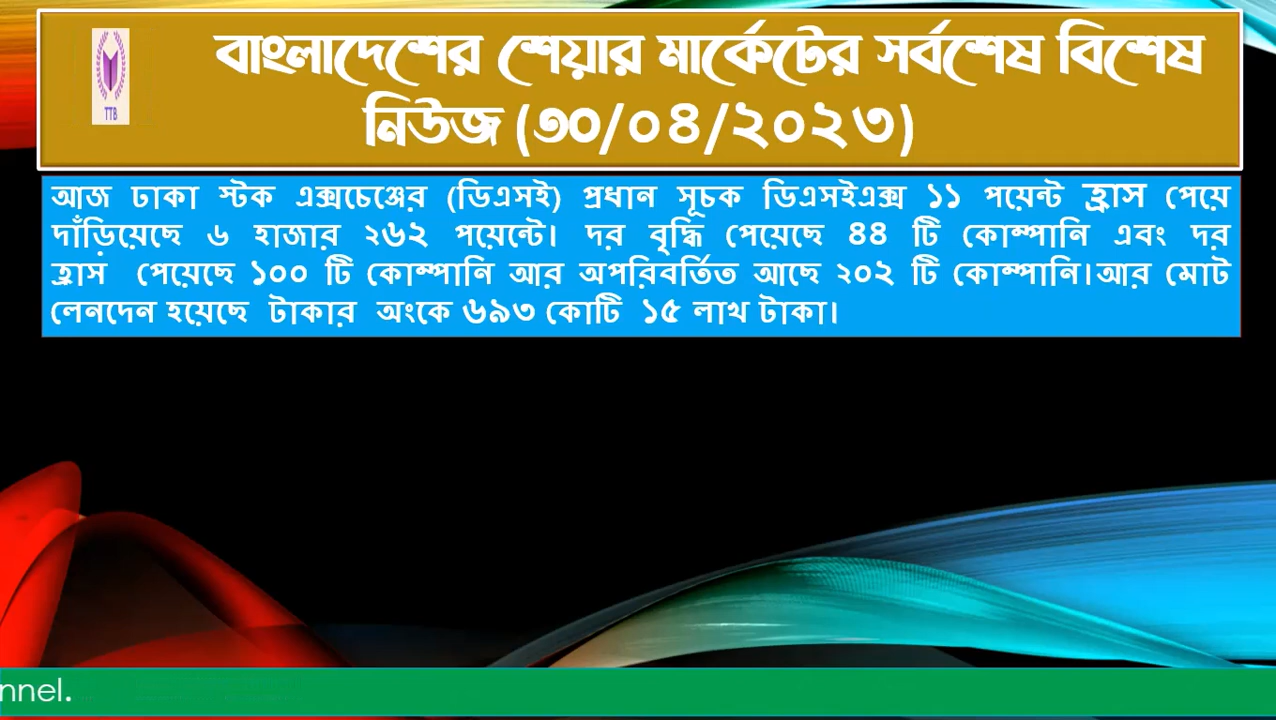 বাংলাদেশের শেয়ার মার্কেটের সর্বশেষ বিশেষ
নিউজ (৩০/০৪/২০২৩)
TTB
আজ ঢাকা স্টক এক্সচেঞ্জের (ডিএসই) প্রধান সূচক ডিএসইএক্স ১১ পয়েন্ট হ্রাস পেয়ে
দাঁড়িয়েছে ৬ হাজার ২৬২ পয়েন্টে। দর বৃদ্ধি পেয়েছে ৪৪ টি কোম্পানি এবং দর
হ্রাস পেয়েছে ১০০ টি কোম্পানি আর অপরিবর্তিত আছে ২০২ টি কোম্পানি।আর মোট
লেনদেন হয়েছে টাকার অংকে ৬৯৩ কোটি ১৫ লাখ টাকা।
nnel.